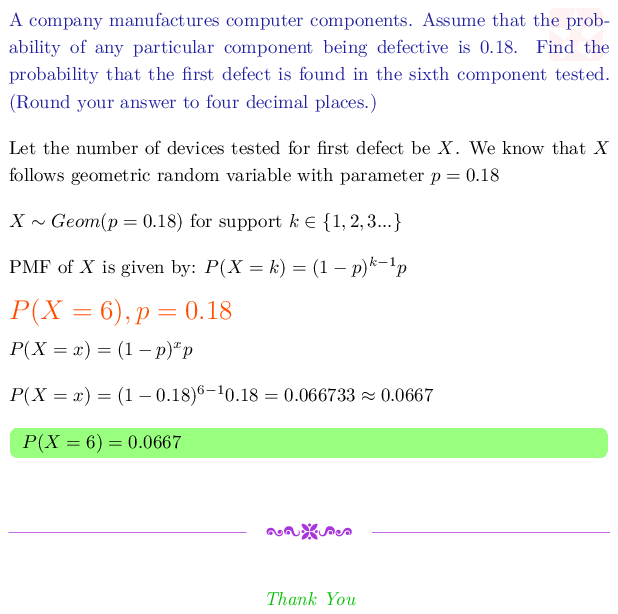 A company manufactures computer components. Assume that the prob-
ability of any particular component being defective is 0.18. Find the
probability that the first defect is found in the sixth component tested.
(Round your answer to four decimal places.)
Let the number of devices tested for first defect be X. We know that X
follows geometric random variable with parameter p = 0.18
X ∼ Geom(p = 0.18) for support k ∈ {1, 2, 3...}
PMF of X is given by: P(X = k) = (1 − p)^{k−1}p
P(X = 6), p = 0.18
P(X = x) = (1 − p)^x p
P(X = x) = (1 − 0.18)^{6−1}0.18 = 0.066733 ≈ 0.0667
P(X = 6) = 0.0667
Thank You